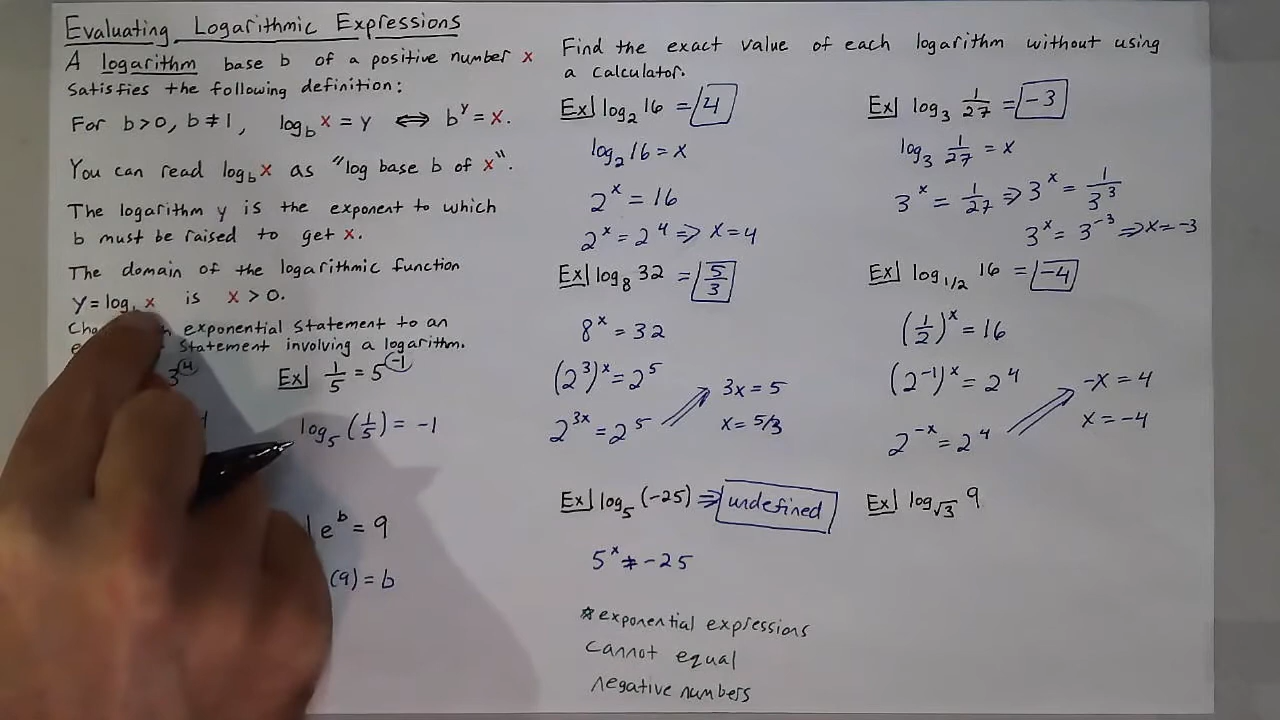 Evaluating Logarithmic Expressions
A logarithm base b of a positive number x
satisfies the following definition:
For b>0, b≠1, log_b x = y ⟺ b^y = x.
You can read log_b x as "log base b of x".
The logarithm y is the exponent to which
b must be raised to get x.
The domain of the logarithmic function
y = log x is x > 0.
exponential statement to an
statement involving a logarithm.
3^4
Ex| 1/5 = 5^-1
log_5 (1/5) = -1
e^b = 9
(9) = b
Find the exact value of each logarithm without using
a calculator.
Ex| log_2 16 = 4
log_2 16 = x
2^x = 16
2^x = 2^4 ⇒ x = 4
Ex| log_8 32 = 5/3
8^x = 32
(2^3)^x = 2^5
2^3x = 2^5
3x = 5
x = 5/3
Ex| log_5 (-25) ⇒ undefined
5^x ≠ -25
*exponential expressions
cannot equal
negative numbers
Ex| log_3 1/27 = -3
log_3 1/27 = x
3^x = 1/27 ⇒ 3^x = 1/3^3
3^x = 3^-3 ⇒ x = -3
Ex| log_1/2 16 = -4
(1/2)^x = 16
(2^-1)^x = 2^4
2^-x = 2^4
-x = 4
x = -4
Ex| log_√3 9